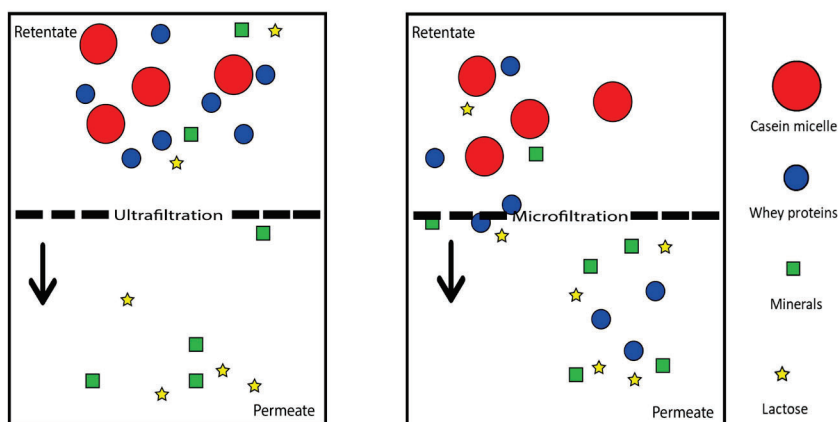 Retentate
Ultrafiltration
Permeate
Retentate
Microfiltration
Permeate
Casein micelle
Whey proteins
Minerals
Lactose